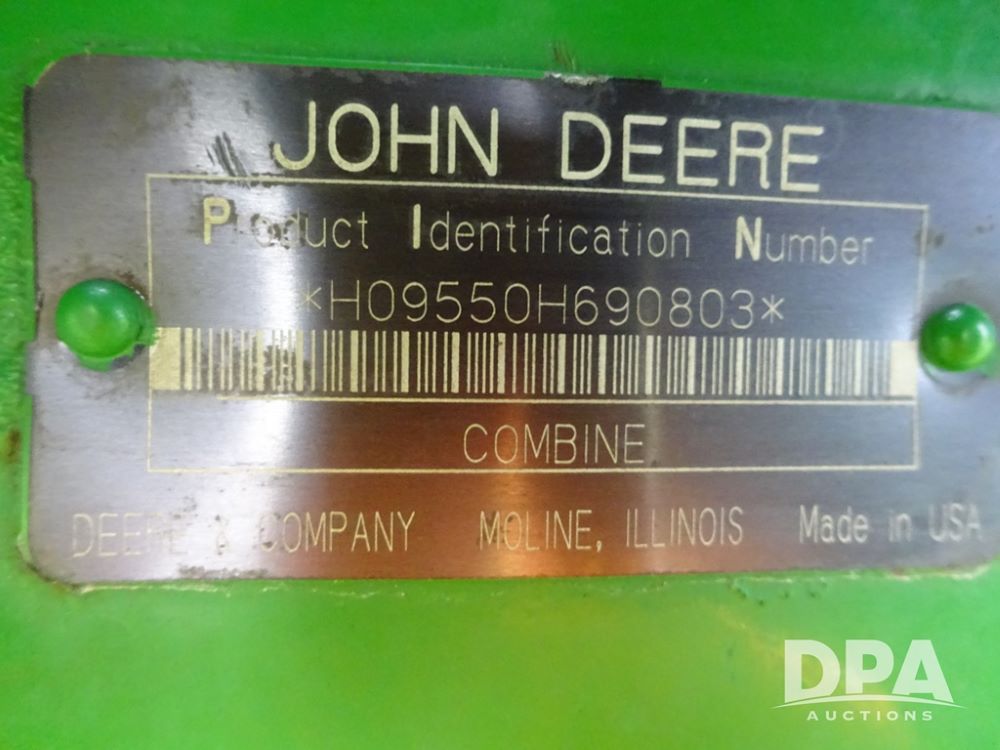 JOHN DEERE
Product Identification Number
*H09550H690803*
COMBINE
DEERE & COMPANY MOLINE, ILLINOIS Made in USA
DPA
AUCTIONS